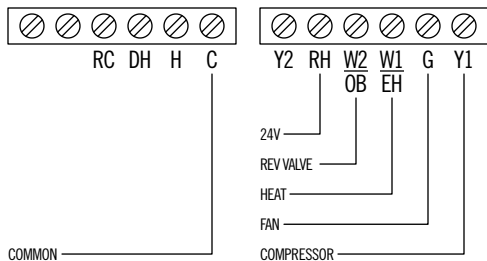 RC DH H C
Y2 RH W2 W1 G Y1
OB EH
24V
REV VALVE
HEAT
FAN
COMMON
COMPRESSOR